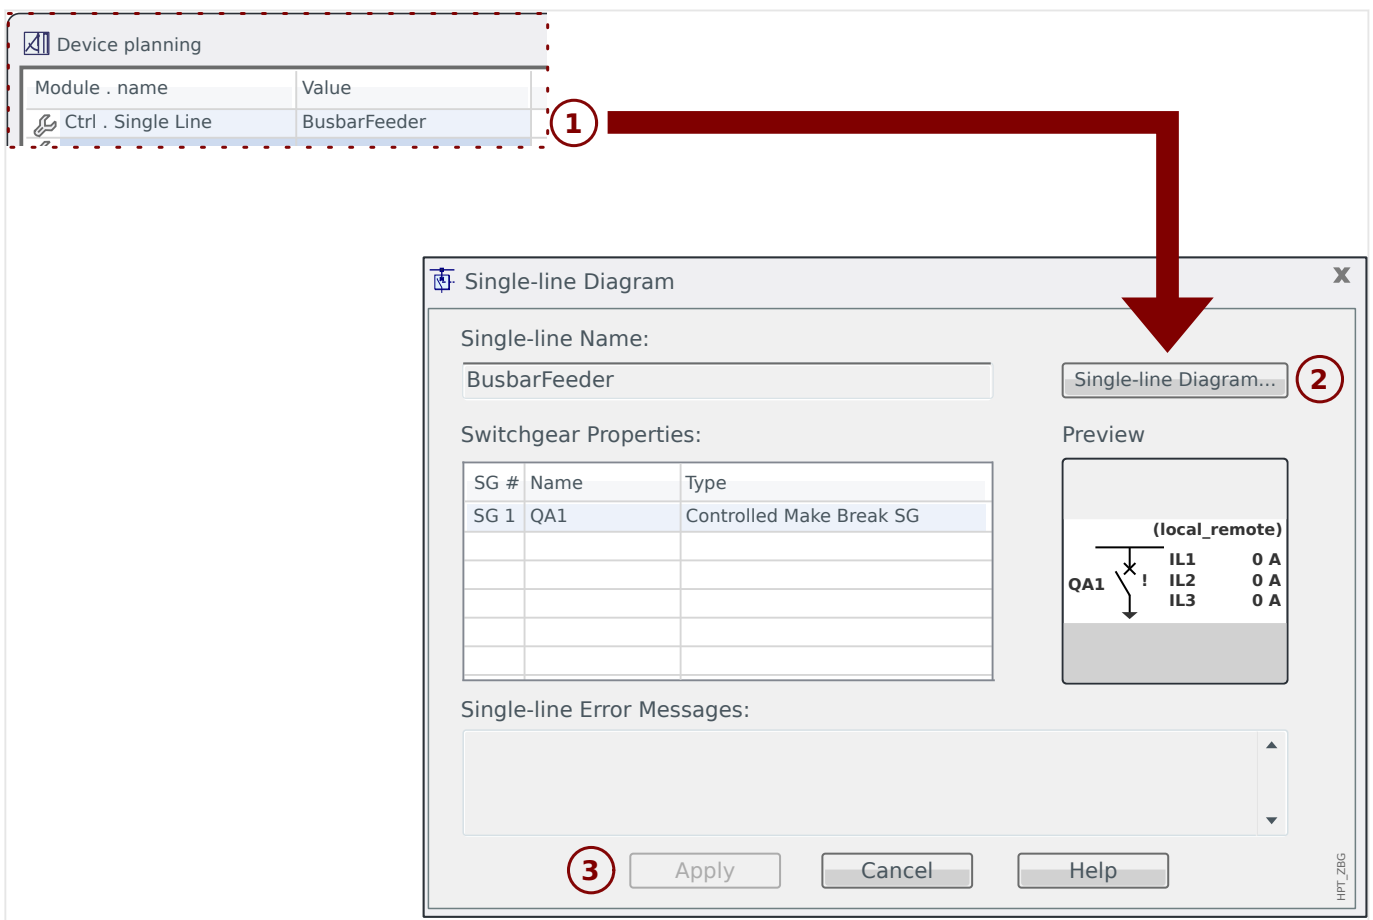 Device planning
Module . name Value
Ctrl . Single Line BusbarFeeder
1
Single-line Diagram X
Single-line Name:
BusbarFeeder
Single-line Diagram...
2
Switchgear Properties:
Preview
SG # Name Type
SG 1 QA1 Controlled Make Break SG
(local_remote)
IL1 0 A
QA1 ! IL2 0 A
IL3 0 A
Single-line Error Messages:
3
Apply Cancel Help
HPT_ZBG